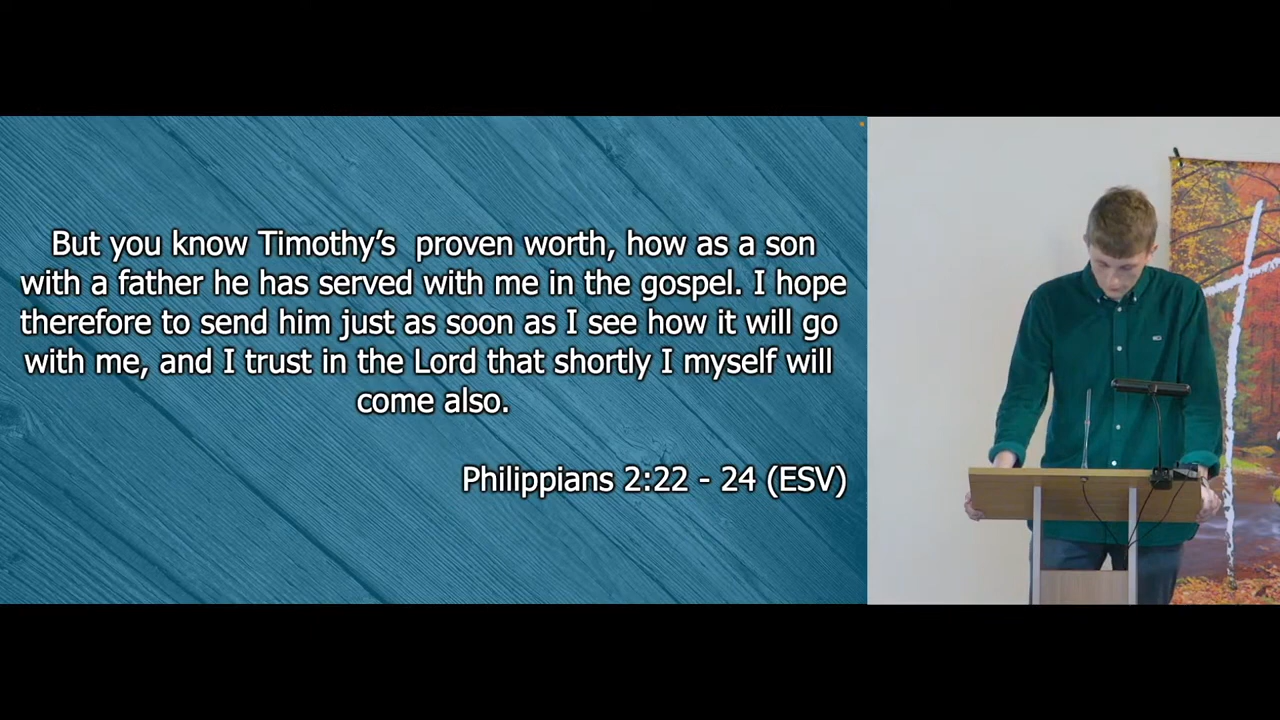 But you know Timothy’s  proven worth, how as a son
with a father he has served with me in the gospel. I hope
therefore to send him just as soon as I see how it will go
with me, and I trust in the Lord that shortly I myself will
come also.
Philippians 2:22 - 24 (ESV)